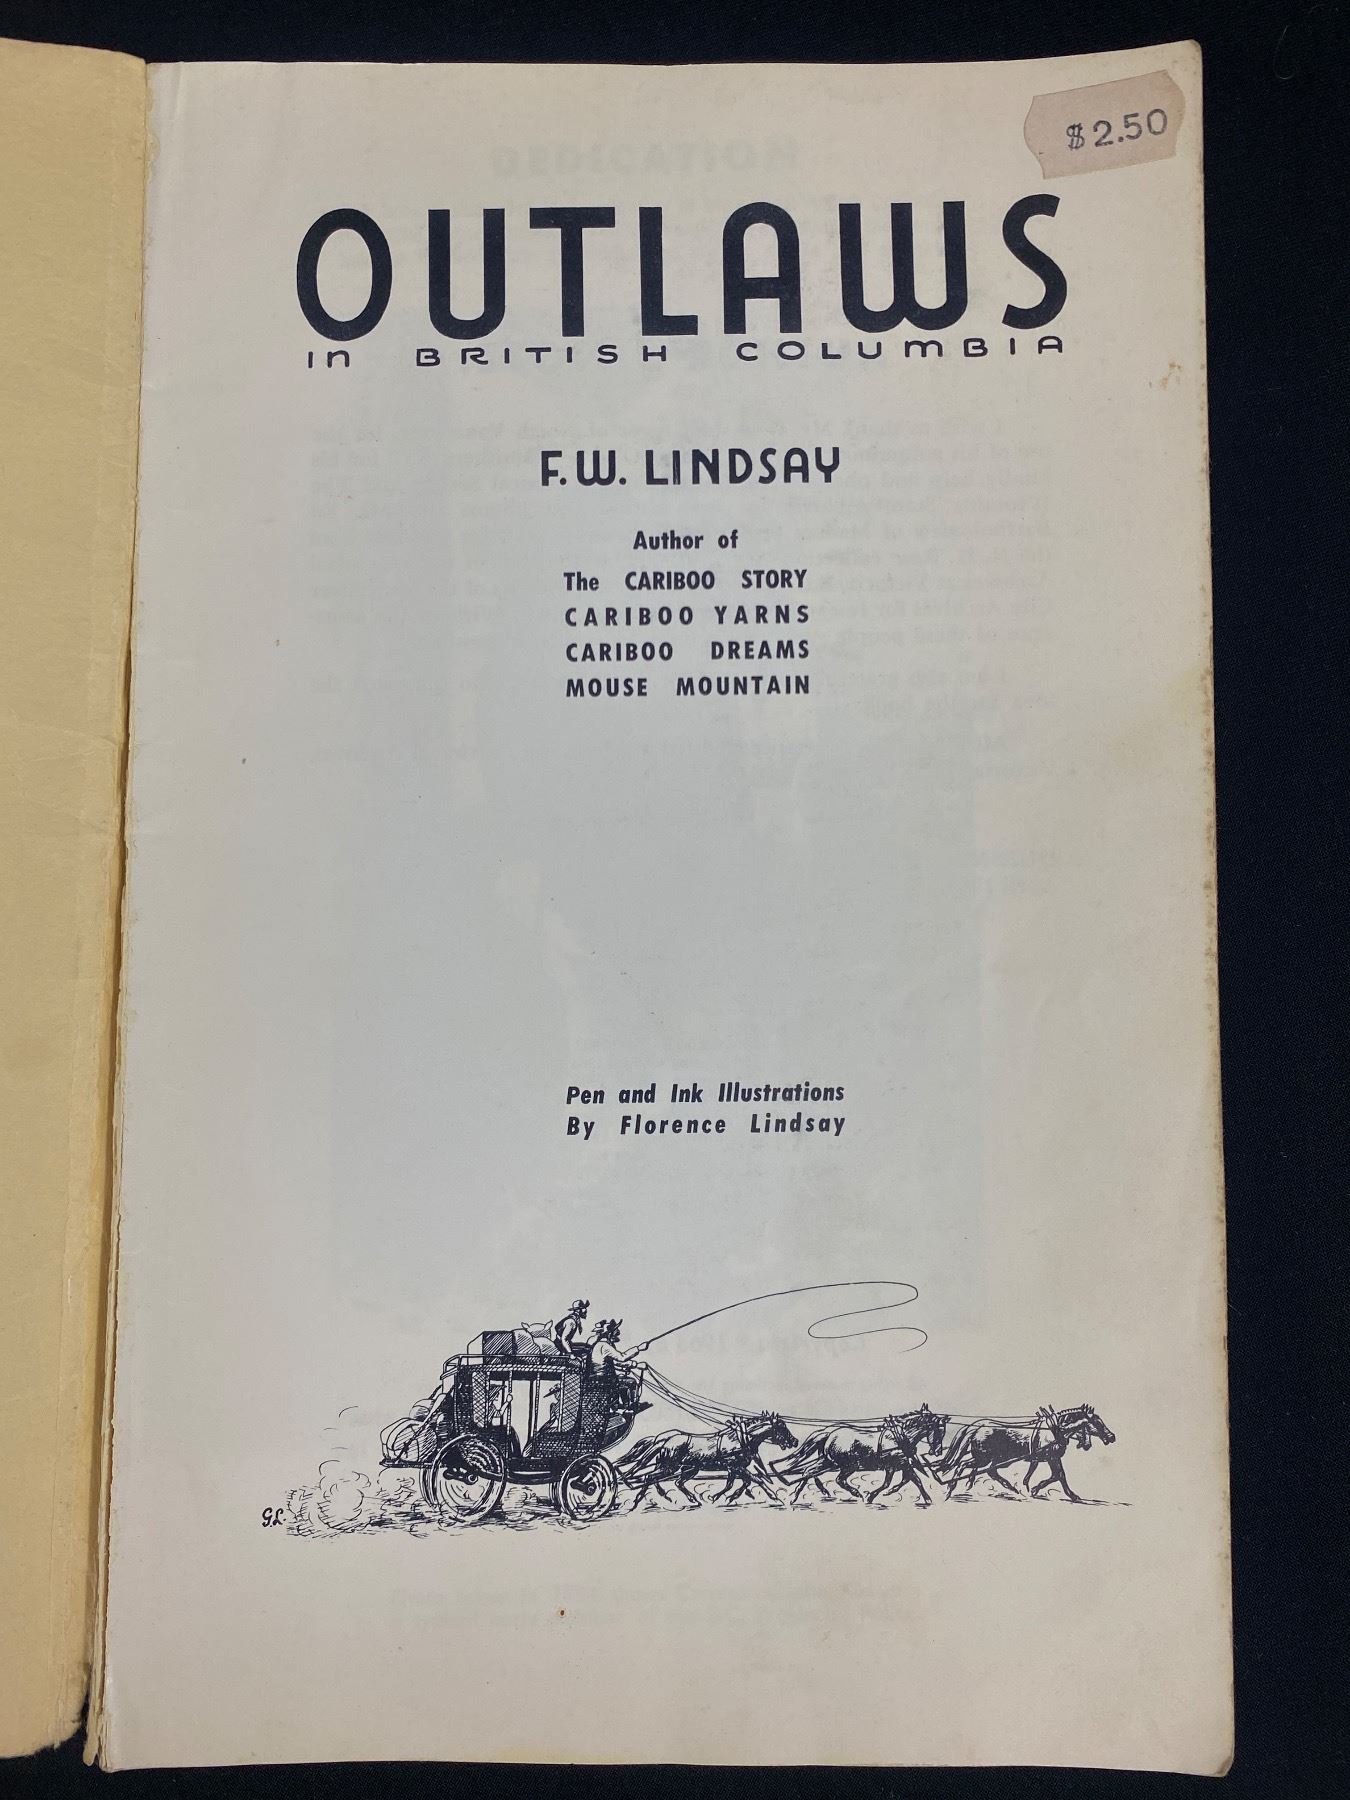 $2.50
OUTLAWS
in BRITISH COLUMBIA
F.W. LINDSAY
Author of
The CARIBOO STORY
CARIBOO YARNS
CARIBOO DREAMS
MOUSE MOUNTAIN
Pen and Ink Illustrations
By Florence Lindsay
G.L.